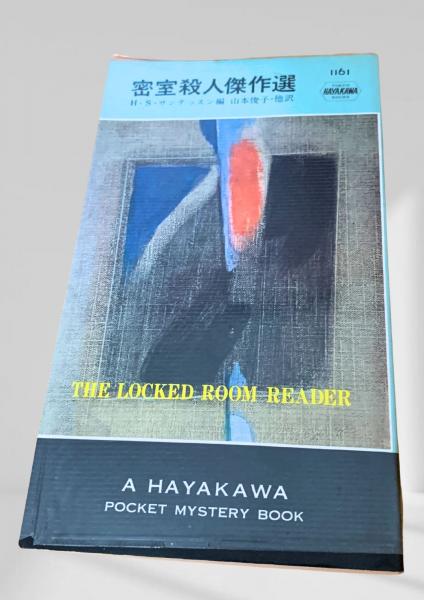 密室殺人傑作選
H・S・サンテッスン編 山本俊子・他訳
1161
HAYAKAWA
THE LOCKED ROOM READER
A HAYAKAWA
POCKET MYSTERY BOOK